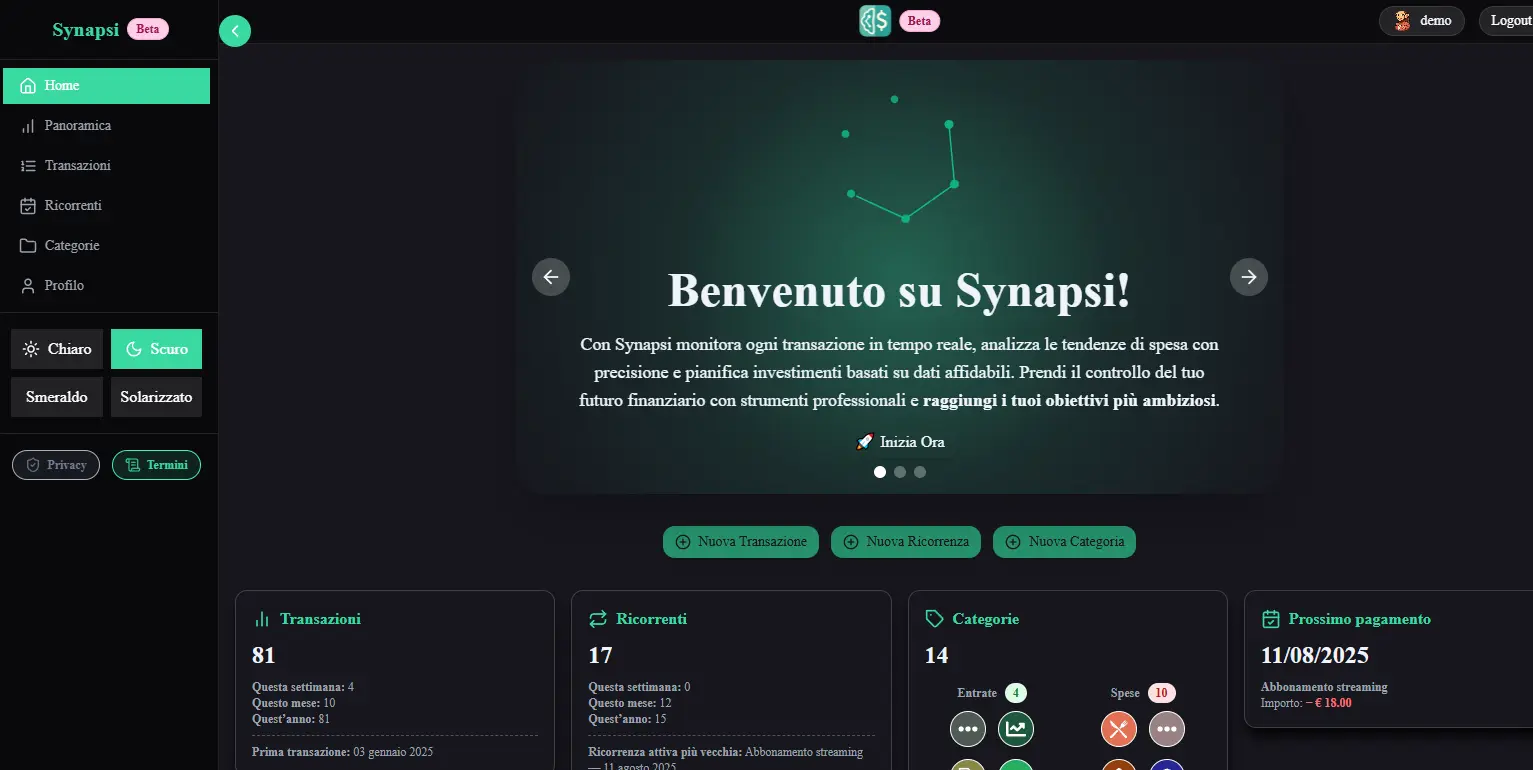 Synapsi Beta
Home
Panoramica
Transazioni
Ricorrenti
Categorie
Profilo
Chiaro
Scuro
Smeraldo
Solarizzato
Privacy
Termini
$ Beta
demo
Logout
Benvenuto su Synapsi!
Con Synapsi monitora ogni transazione in tempo reale, analizza le tendenze di spesa con
precisione e pianifica investimenti basati su dati affidabili. Prendi il controllo del tuo
futuro finanziario con strumenti professionali e raggiungi i tuoi obiettivi più ambiziosi.
🚀 Inizia Ora
Nuova Transazione
Nuova Ricorrenza
Nuova Categoria
Transazioni
81
Questa settimana: 4
Questo mese: 10
Quest’anno: 81
Prima transazione: 03 gennaio 2025
Ricorrenti
17
Questa settimana: 0
Questo mese: 12
Quest’anno: 15
Ricorrenza attiva più vecchia: Abbonamento streaming
— 11 agosto 2025
Categorie
14
Entrate 4
Spese 10
Prossimo pagamento
11/08/2025
Abbonamento streaming
Importo: − € 18.00